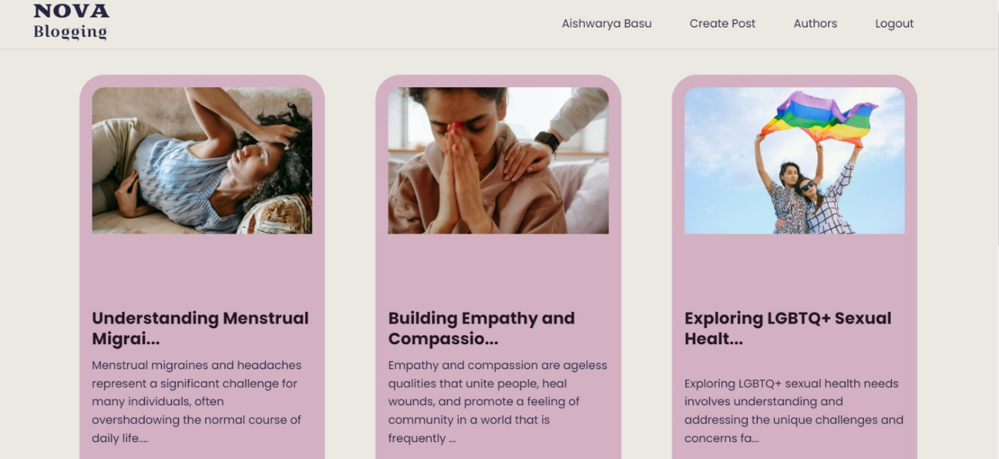 NOVA
Blogging
Aishwarya Basu
Create Post
Authors
Logout
Understanding Menstrual
Migrai...
Menstrual migraines and headaches
represent a significant challenge for
many individuals, often
overshadowing the normal course of
daily life....
Building Empathy and
Compassio...
Empathy and compassion are ageless
qualities that unite people, heal
wounds, and promote a feeling of
community in a world that is
frequently ...
Exploring LGBTQ+ Sexual
Healt...
Exploring LGBTQ+ sexual health needs
involves understanding and
addressing the unique challenges and
concerns fa...